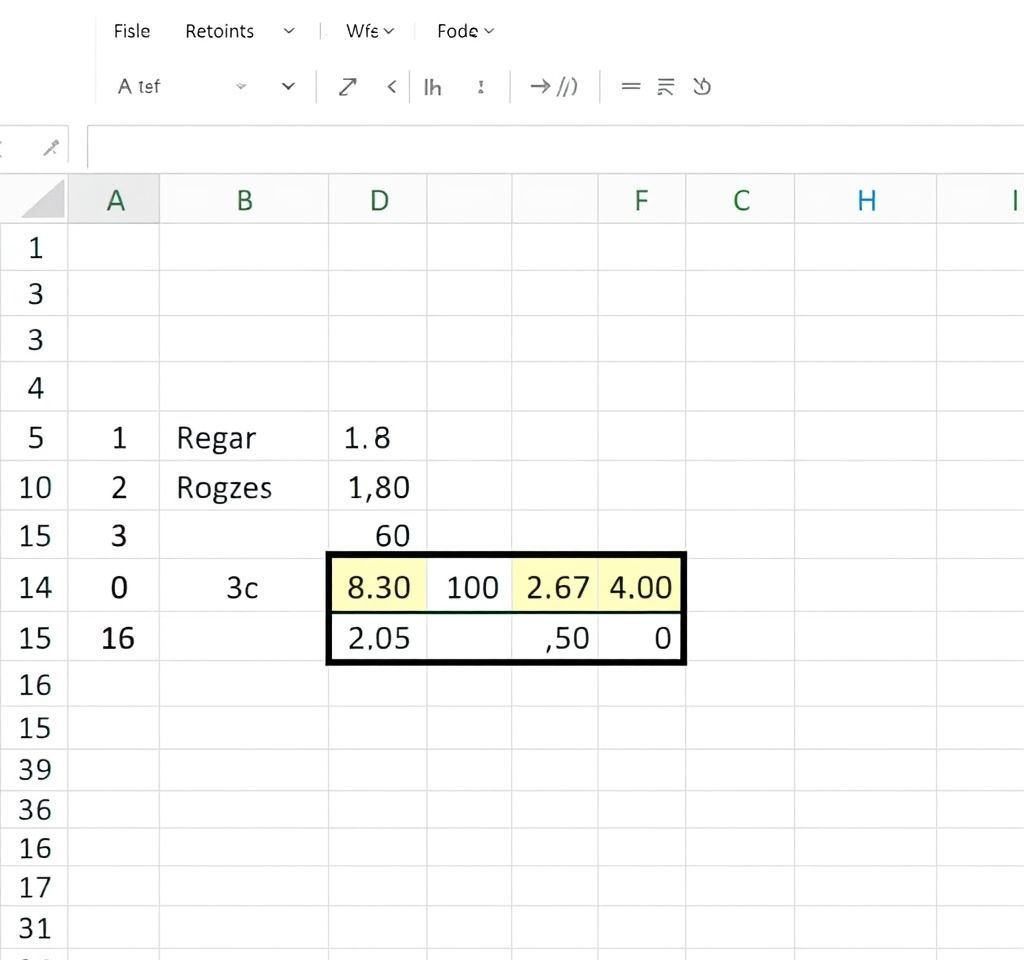 Fisle Retoints Wfε Fode
A tef
A B D F C H I
1
3
3
4
5 1 Regar 1.8
10 2 Rogzes 1,80
15 3 60
14 0 3c 8.30 100 2.67 4.00
15 16 2.05 ,50 0
16
15
39
36
16
17
31